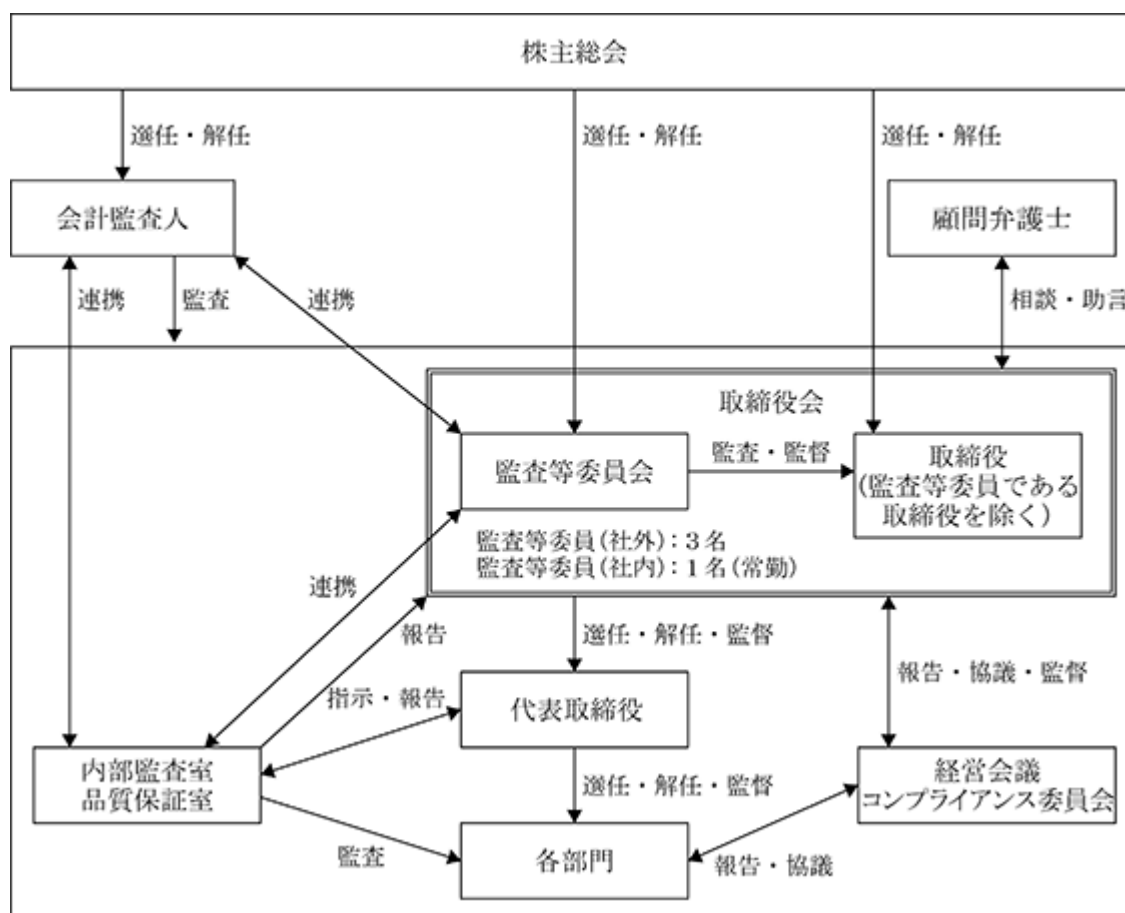 株主総会
選任・解任
選任・解任
選任・解任
会計監査人
顧問弁護士
連携
監査
連携
相談・助言
取締役会
監査等委員会
監査・監督
取締役
(監査等委員である
取締役を除く)
監査等委員(社外):3名
監査等委員(社内):1名(常勤)
連携
報告
選任・解任・監督
報告・協議・監督
指示・報告
代表取締役
内部監査室
品質保証室
選任・解任・監督
経営会議
コンプライアンス委員会
監査
各部門
報告・協議